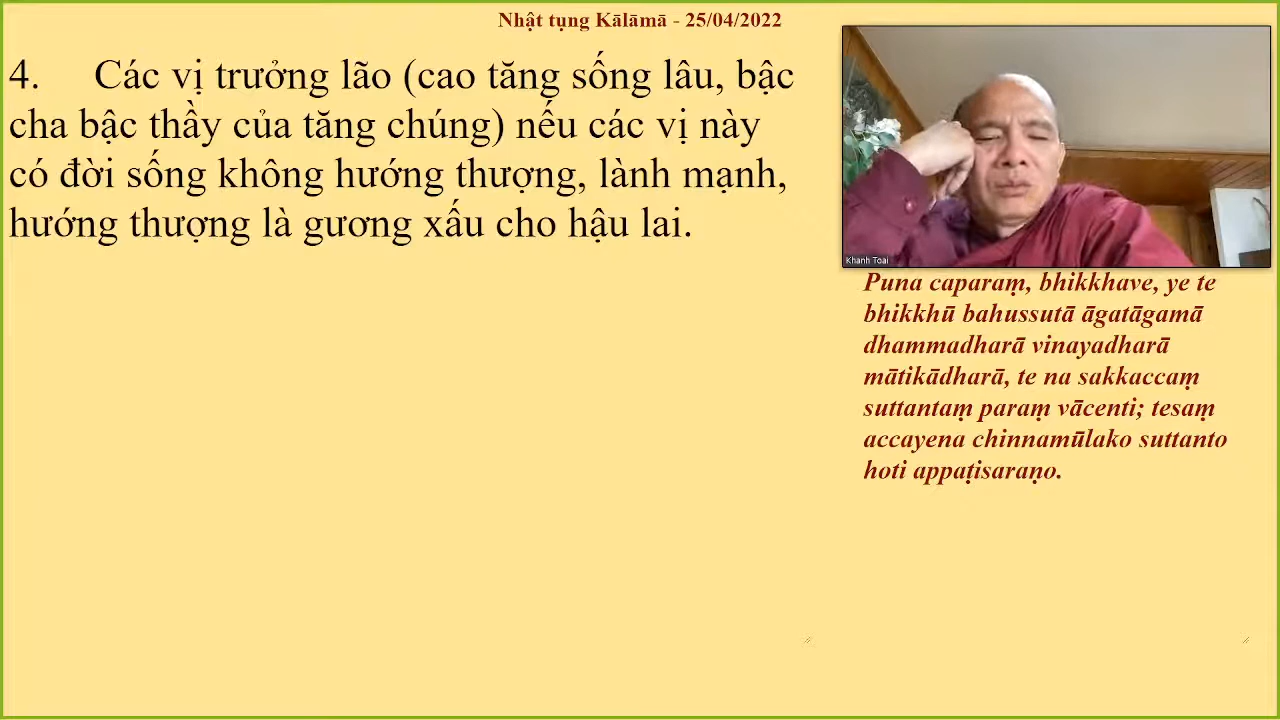 Nhật tụng Kālāmā - 25/04/2022
4. Các vị trưởng lão (cao tăng sống lâu, bậc
cha bậc thầy của tăng chúng) nếu các vị này
có đời sống không hướng thượng, lành mạnh,
hướng thượng là gương xấu cho hậu lai.
Khanh Toai
Puna caparaṃ, bhikkhave, ye te
bhikkhū bahussutā āgatāgamā
dhammadharā vinayadharā
mātikādharā, te na sakkaccaṃ
suttantaṃ paraṃ vācenti; tesaṃ
accayena chinnamūlako suttanto
hoti appaṭisaraṇo.